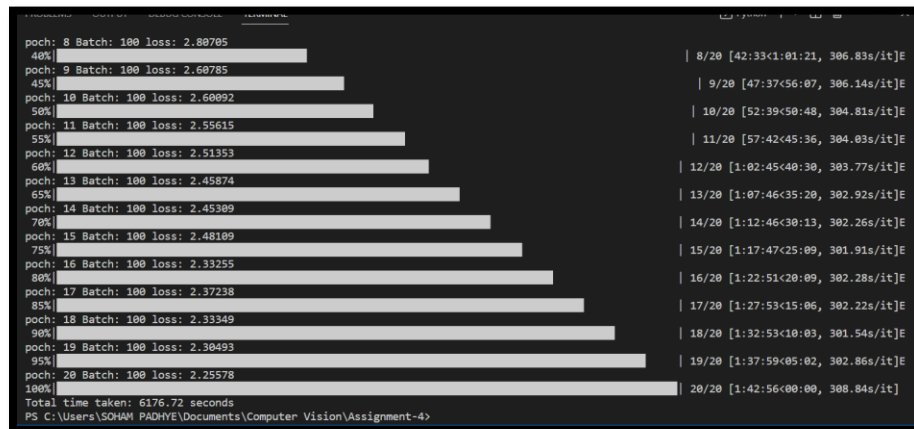 PROBLEMS OUTPUT DEBUG CONSOLE TERMINAL
poch: 8 Batch: 100 loss: 2.80705
40%| | 8/20 [42:33<1:01:21, 306.83s/it]E
poch: 9 Batch: 100 loss: 2.60785
45%| | 9/20 [47:37<56:07, 306.14s/it]E
poch: 10 Batch: 100 loss: 2.60092
50%| | 10/20 [52:39<50:48, 304.81s/it]E
poch: 11 Batch: 100 loss: 2.55615
55%| | 11/20 [57:42<45:36, 304.03s/it]E
poch: 12 Batch: 100 loss: 2.51353
60%| | 12/20 [1:02:45<40:30, 303.77s/it]E
poch: 13 Batch: 100 loss: 2.45874
65%| | 13/20 [1:07:46<35:20, 302.92s/it]E
poch: 14 Batch: 100 loss: 2.45309
70%| | 14/20 [1:12:46<30:13, 302.26s/it]E
poch: 15 Batch: 100 loss: 2.48109
75%| | 15/20 [1:17:47<25:09, 301.91s/it]E
poch: 16 Batch: 100 loss: 2.33255
80%| | 16/20 [1:22:51<20:09, 302.28s/it]E
poch: 17 Batch: 100 loss: 2.37238
85%| | 17/20 [1:27:53<15:06, 302.22s/it]E
poch: 18 Batch: 100 loss: 2.33349
90%| | 18/20 [1:32:53<10:03, 301.54s/it]E
poch: 19 Batch: 100 loss: 2.30493
95%| | 19/20 [1:37:59<05:02, 302.86s/it]E
poch: 20 Batch: 100 loss: 2.25578
100%| | 20/20 [1:42:56<00:00, 308.84s/it]
Total time taken: 6176.72 seconds
PS C:\Users\SOHAM PADHYE\Documents\Computer Vision\Assignment-4>